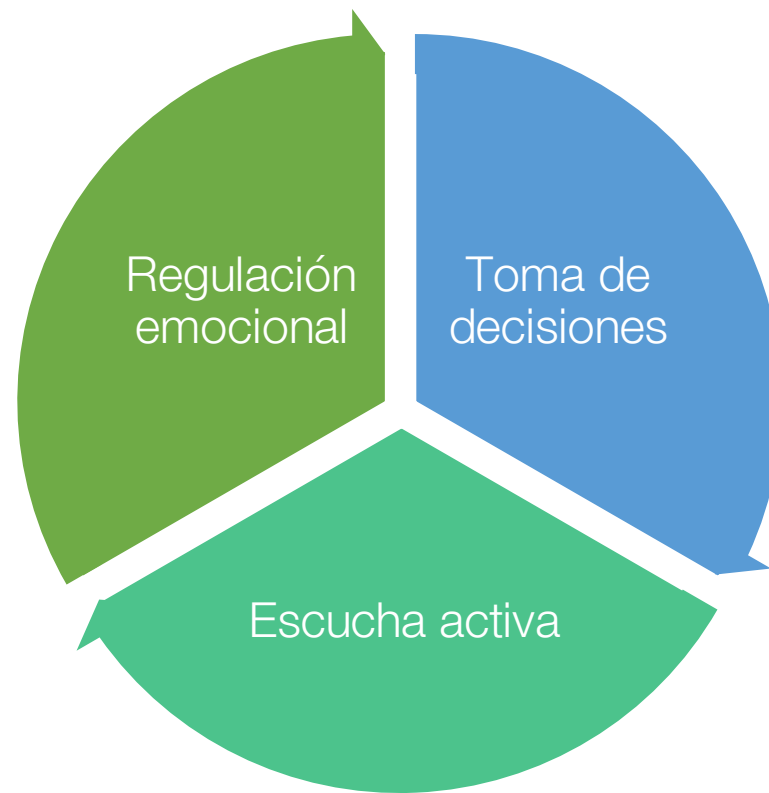 Regulación
emocional
Toma de
decisiones
Escucha activa